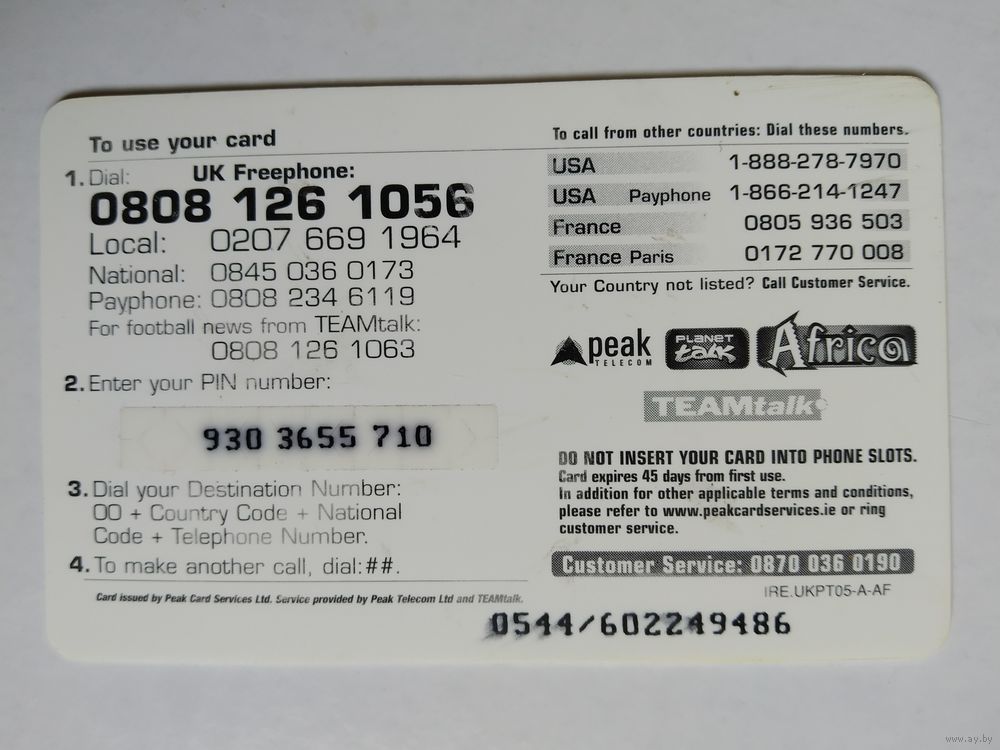 To use your card
1. Dial: UK Freephone:
0808 126 1056
Local: 0207 669 1964
National: 0845 036 0173
Payphone: 0808 234 6119
For football news from TEAMtalk:
0808 126 1063
2. Enter your PIN number:
930 3655 710
3. Dial your Destination Number:
00 + Country Code + National
Code + Telephone Number.
4. To make another call, dial:##.
Card issued by Peak Card Services Ltd. Service provided by Peak Telecom Ltd and TEAMtalk.
To call from other countries: Dial these numbers.
USA 1-888-278-7970
USA Payphone 1-866-214-1247
France 0805 936 503
France Paris 0172 770 008
Your Country not listed? Call Customer Service.
peak TELECOM PLANET talk Africa
TEAMtalk
DO NOT INSERT YOUR CARD INTO PHONE SLOTS.
Card expires 45 days from first use.
In addition for other applicable terms and conditions,
please refer to www.peakcardservices.ie or ring
customer service.
Customer Service: 0870 036 0190
IRE.UKPT05-A-AF
0544/602249486
www.ay.by